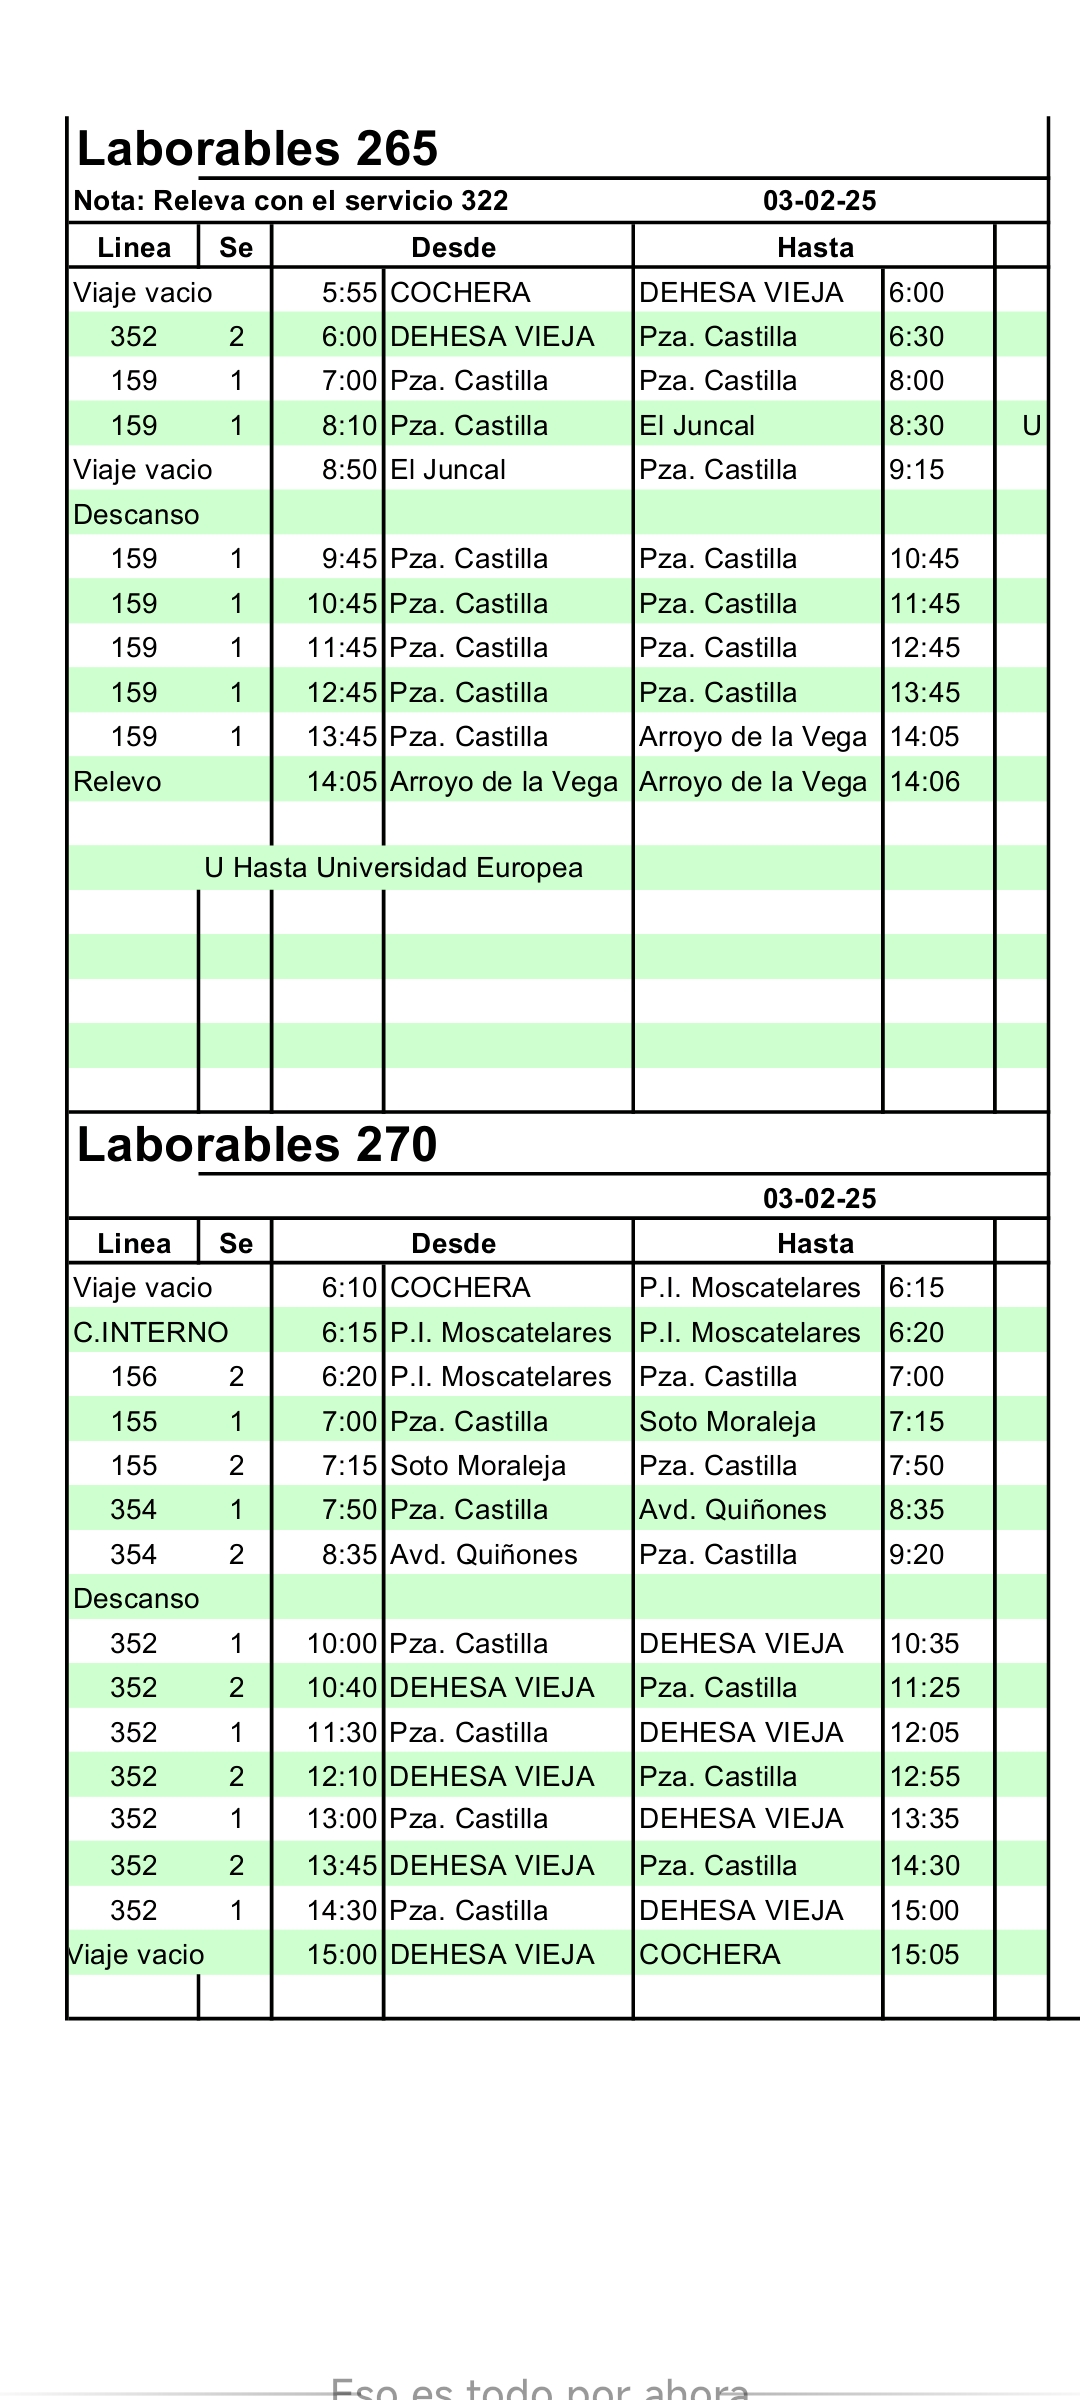 Laborables 265
Nota: Releva con el servicio 322 03-02-25
Linea Se Desde Hasta
Viaje vacio 5:55 COCHERA DEHESA VIEJA 6:00
352 2 6:00 DEHESA VIEJA Pza. Castilla 6:30
159 1 7:00 Pza. Castilla Pza. Castilla 8:00
159 1 8:10 Pza. Castilla El Juncal 8:30 U
Viaje vacio 8:50 El Juncal Pza. Castilla 9:15
Descanso
159 1 9:45 Pza. Castilla Pza. Castilla 10:45
159 1 10:45 Pza. Castilla Pza. Castilla 11:45
159 1 11:45 Pza. Castilla Pza. Castilla 12:45
159 1 12:45 Pza. Castilla Pza. Castilla 13:45
159 1 13:45 Pza. Castilla Arroyo de la Vega 14:05
Relevo 14:05 Arroyo de la Vega Arroyo de la Vega 14:06
U Hasta Universidad Europea
Laborables 270
03-02-25
Linea Se Desde Hasta
Viaje vacio 6:10 COCHERA P.I. Moscatelares 6:15
C.INTERNO 6:15 P.I. Moscatelares P.I. Moscatelares 6:20
156 2 6:20 P.I. Moscatelares Pza. Castilla 7:00
155 1 7:00 Pza. Castilla Soto Moraleja 7:15
155 2 7:15 Soto Moraleja Pza. Castilla 7:50
354 1 7:50 Pza. Castilla Avd. Quiñones 8:35
354 2 8:35 Avd. Quiñones Pza. Castilla 9:20
Descanso
352 1 10:00 Pza. Castilla DEHESA VIEJA 10:35
352 2 10:40 DEHESA VIEJA Pza. Castilla 11:25
352 1 11:30 Pza. Castilla DEHESA VIEJA 12:05
352 2 12:10 DEHESA VIEJA Pza. Castilla 12:55
352 1 13:00 Pza. Castilla DEHESA VIEJA 13:35
352 2 13:45 DEHESA VIEJA Pza. Castilla 14:30
352 1 14:30 Pza. Castilla DEHESA VIEJA 15:00
Viaje vacio 15:00 DEHESA VIEJA COCHERA 15:05
Eso es todo por ahora